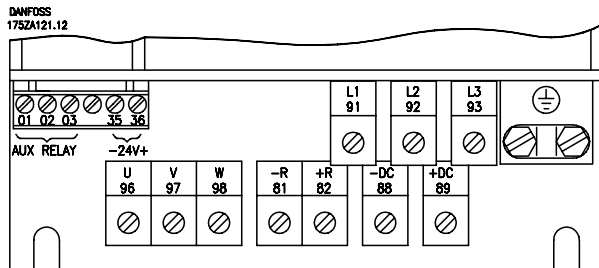 DANFOSS
175ZA121.12
L1 L2 L3
91 92 93
01 02 03 35 36
AUX RELAY -24V+
U V W -R +R -DC +DC
96 97 98 81 82 88 89